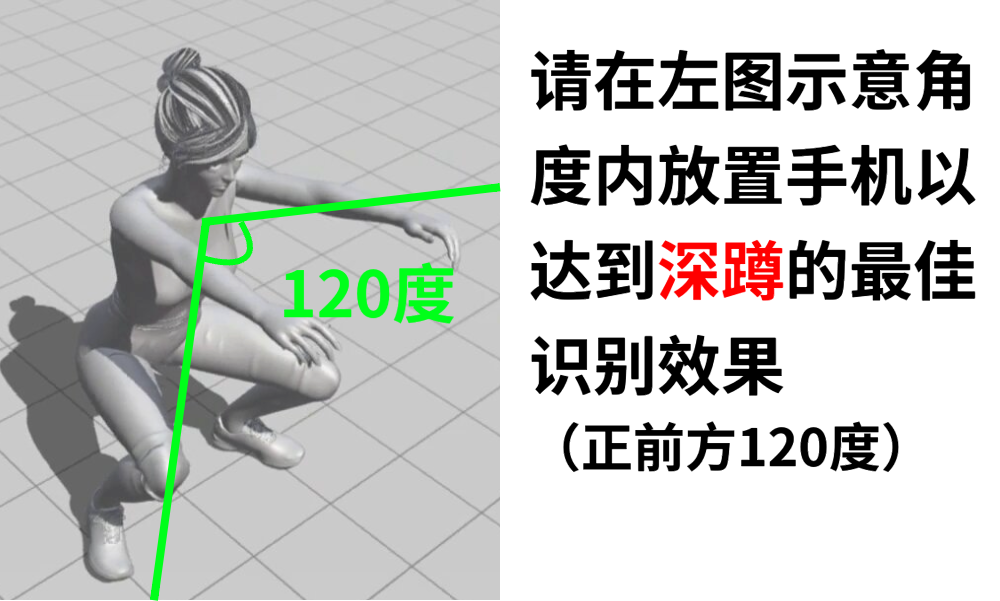 120度
请在左图示意角
度内放置手机以
达到深蹲的最佳
识别效果
（正前方120度）